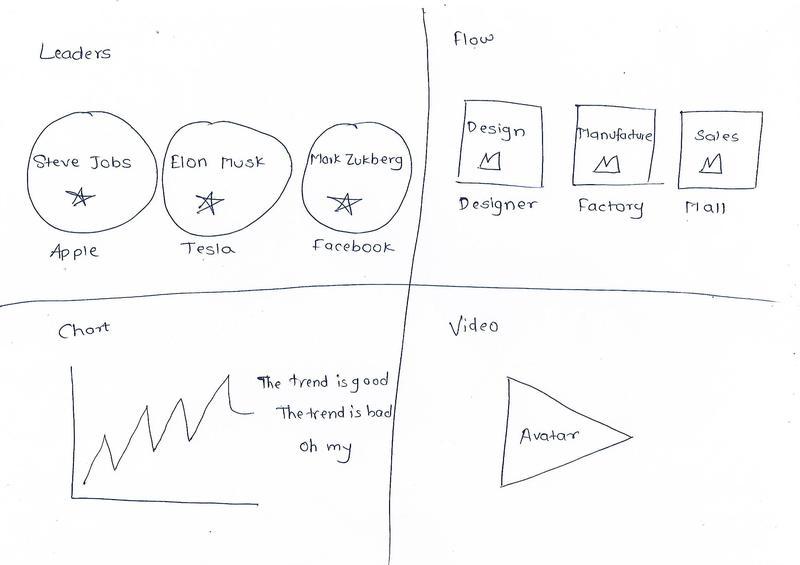 Leaders
Steve Jobs
Elon Musk
Mark Zukberg
Apple
Tesla
Facebook
Flow
Design
Manufacture
Sales
Designer
Factory
Mall
Chart
The trend is good
The trend is bad
Oh my
Video
Avatar